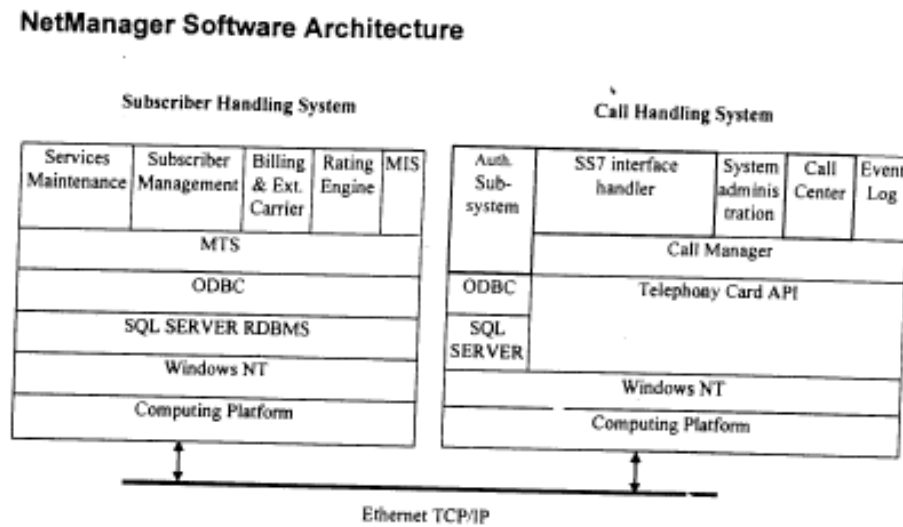 NetManager Software Architecture
Subscriber Handling System
Call Handling System
Services
Maintenance
Subscriber
Management
Billing
& Ext.
Carrier
Rating
Engine
MIS
MTS
ODBC
SQL SERVER RDBMS
Windows NT
Computing Platform
Auth.
Sub-
system
SS7 interface
handler
System
adminis
tration
Call
Center
Event
Log
Call Manager
ODBC
Telephony Card API
SQL
SERVER
Windows NT
Computing Platform
Ethernet TCP/IP